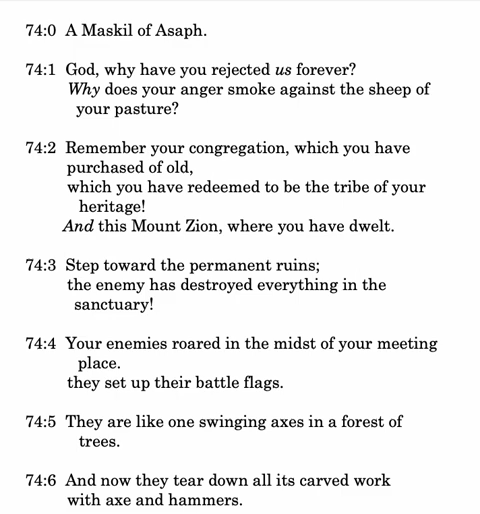 74:0 A Maskil of Asaph.
74:1 God, why have you rejected us forever?
Why does your anger smoke against the sheep of
your pasture?
74:2 Remember your congregation, which you have
purchased of old,
which you have redeemed to be the tribe of your
heritage!
And this Mount Zion, where you have dwelt.
74:3 Step toward the permanent ruins;
the enemy has destroyed everything in the
sanctuary!
74:4 Your enemies roared in the midst of your meeting
place.
they set up their battle flags.
74:5 They are like one swinging axes in a forest of
trees.
74:6 And now they tear down all its carved work
with axe and hammers.